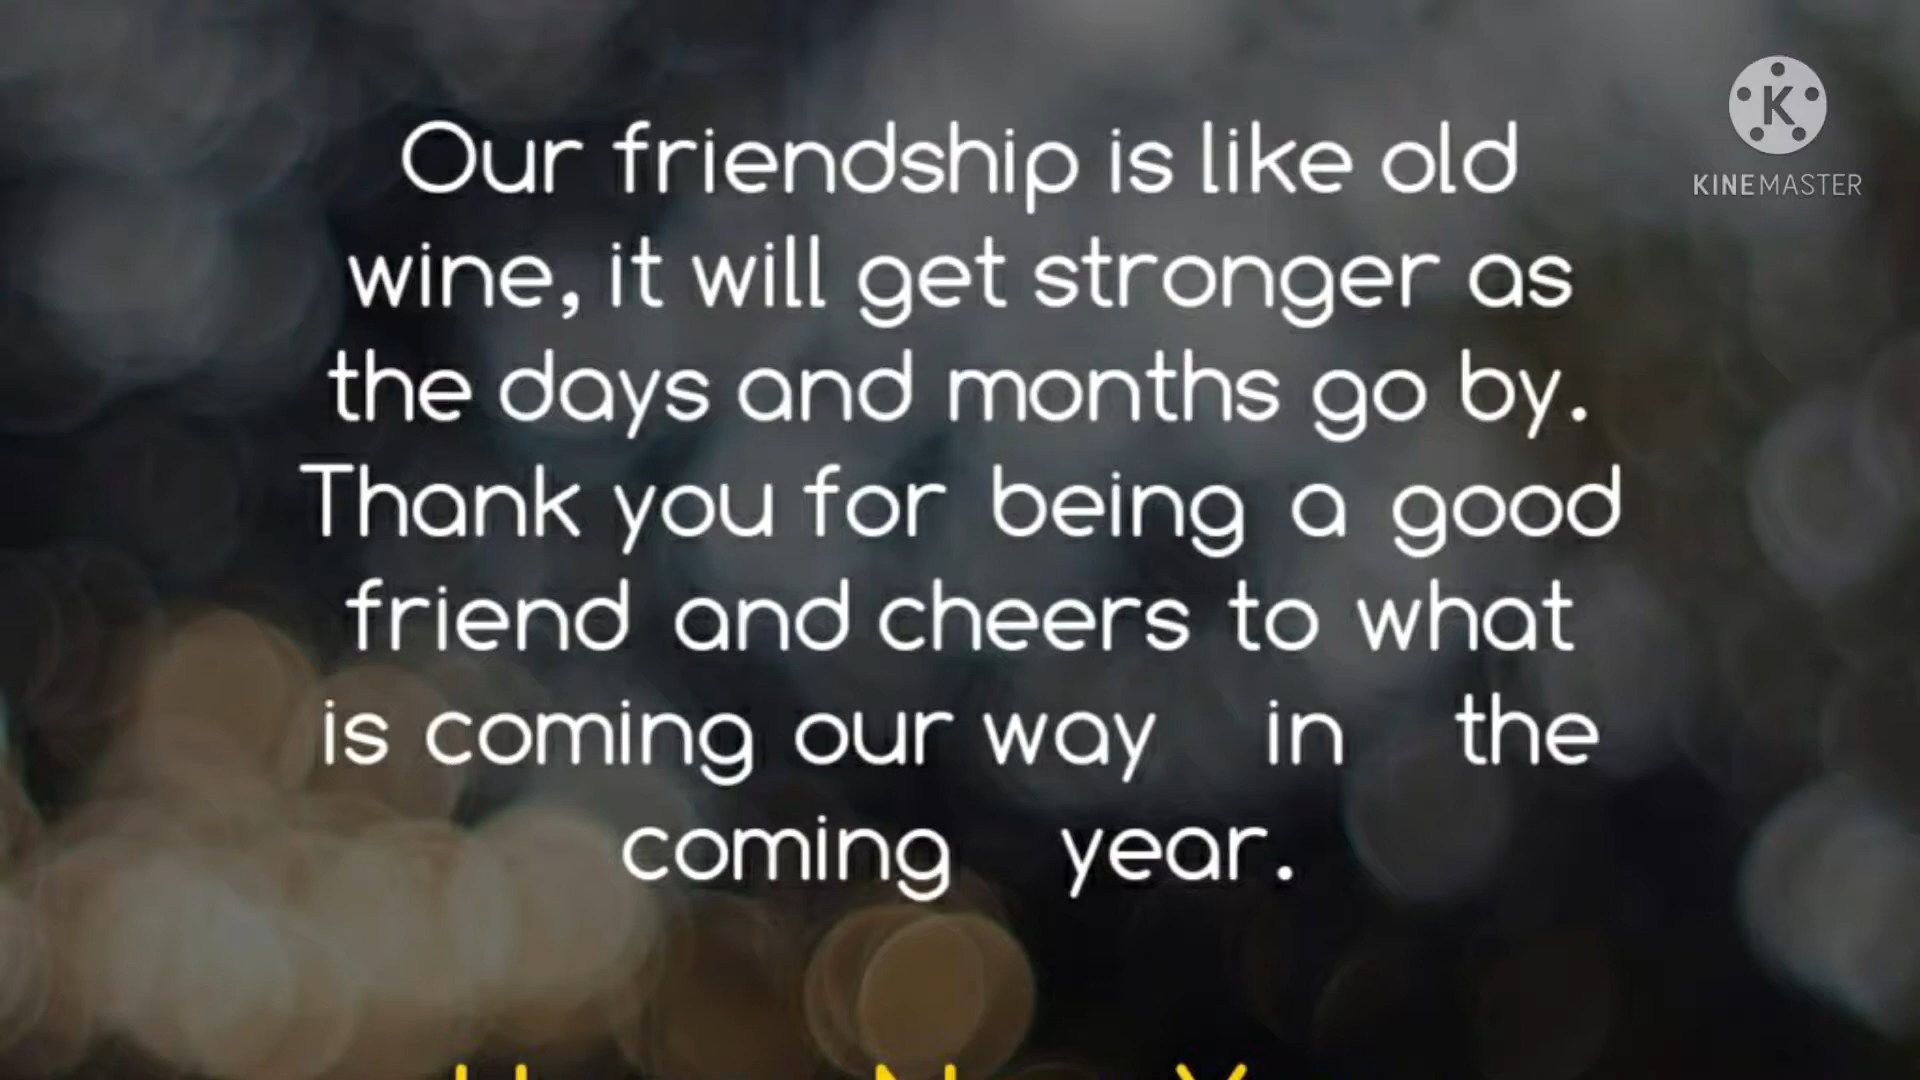 Our friendship is like old
wine, it will get stronger as
the days and months go by.
Thank you for being a good
friend and cheers to what
is coming our way in the
coming year.
K
KINEMASTER